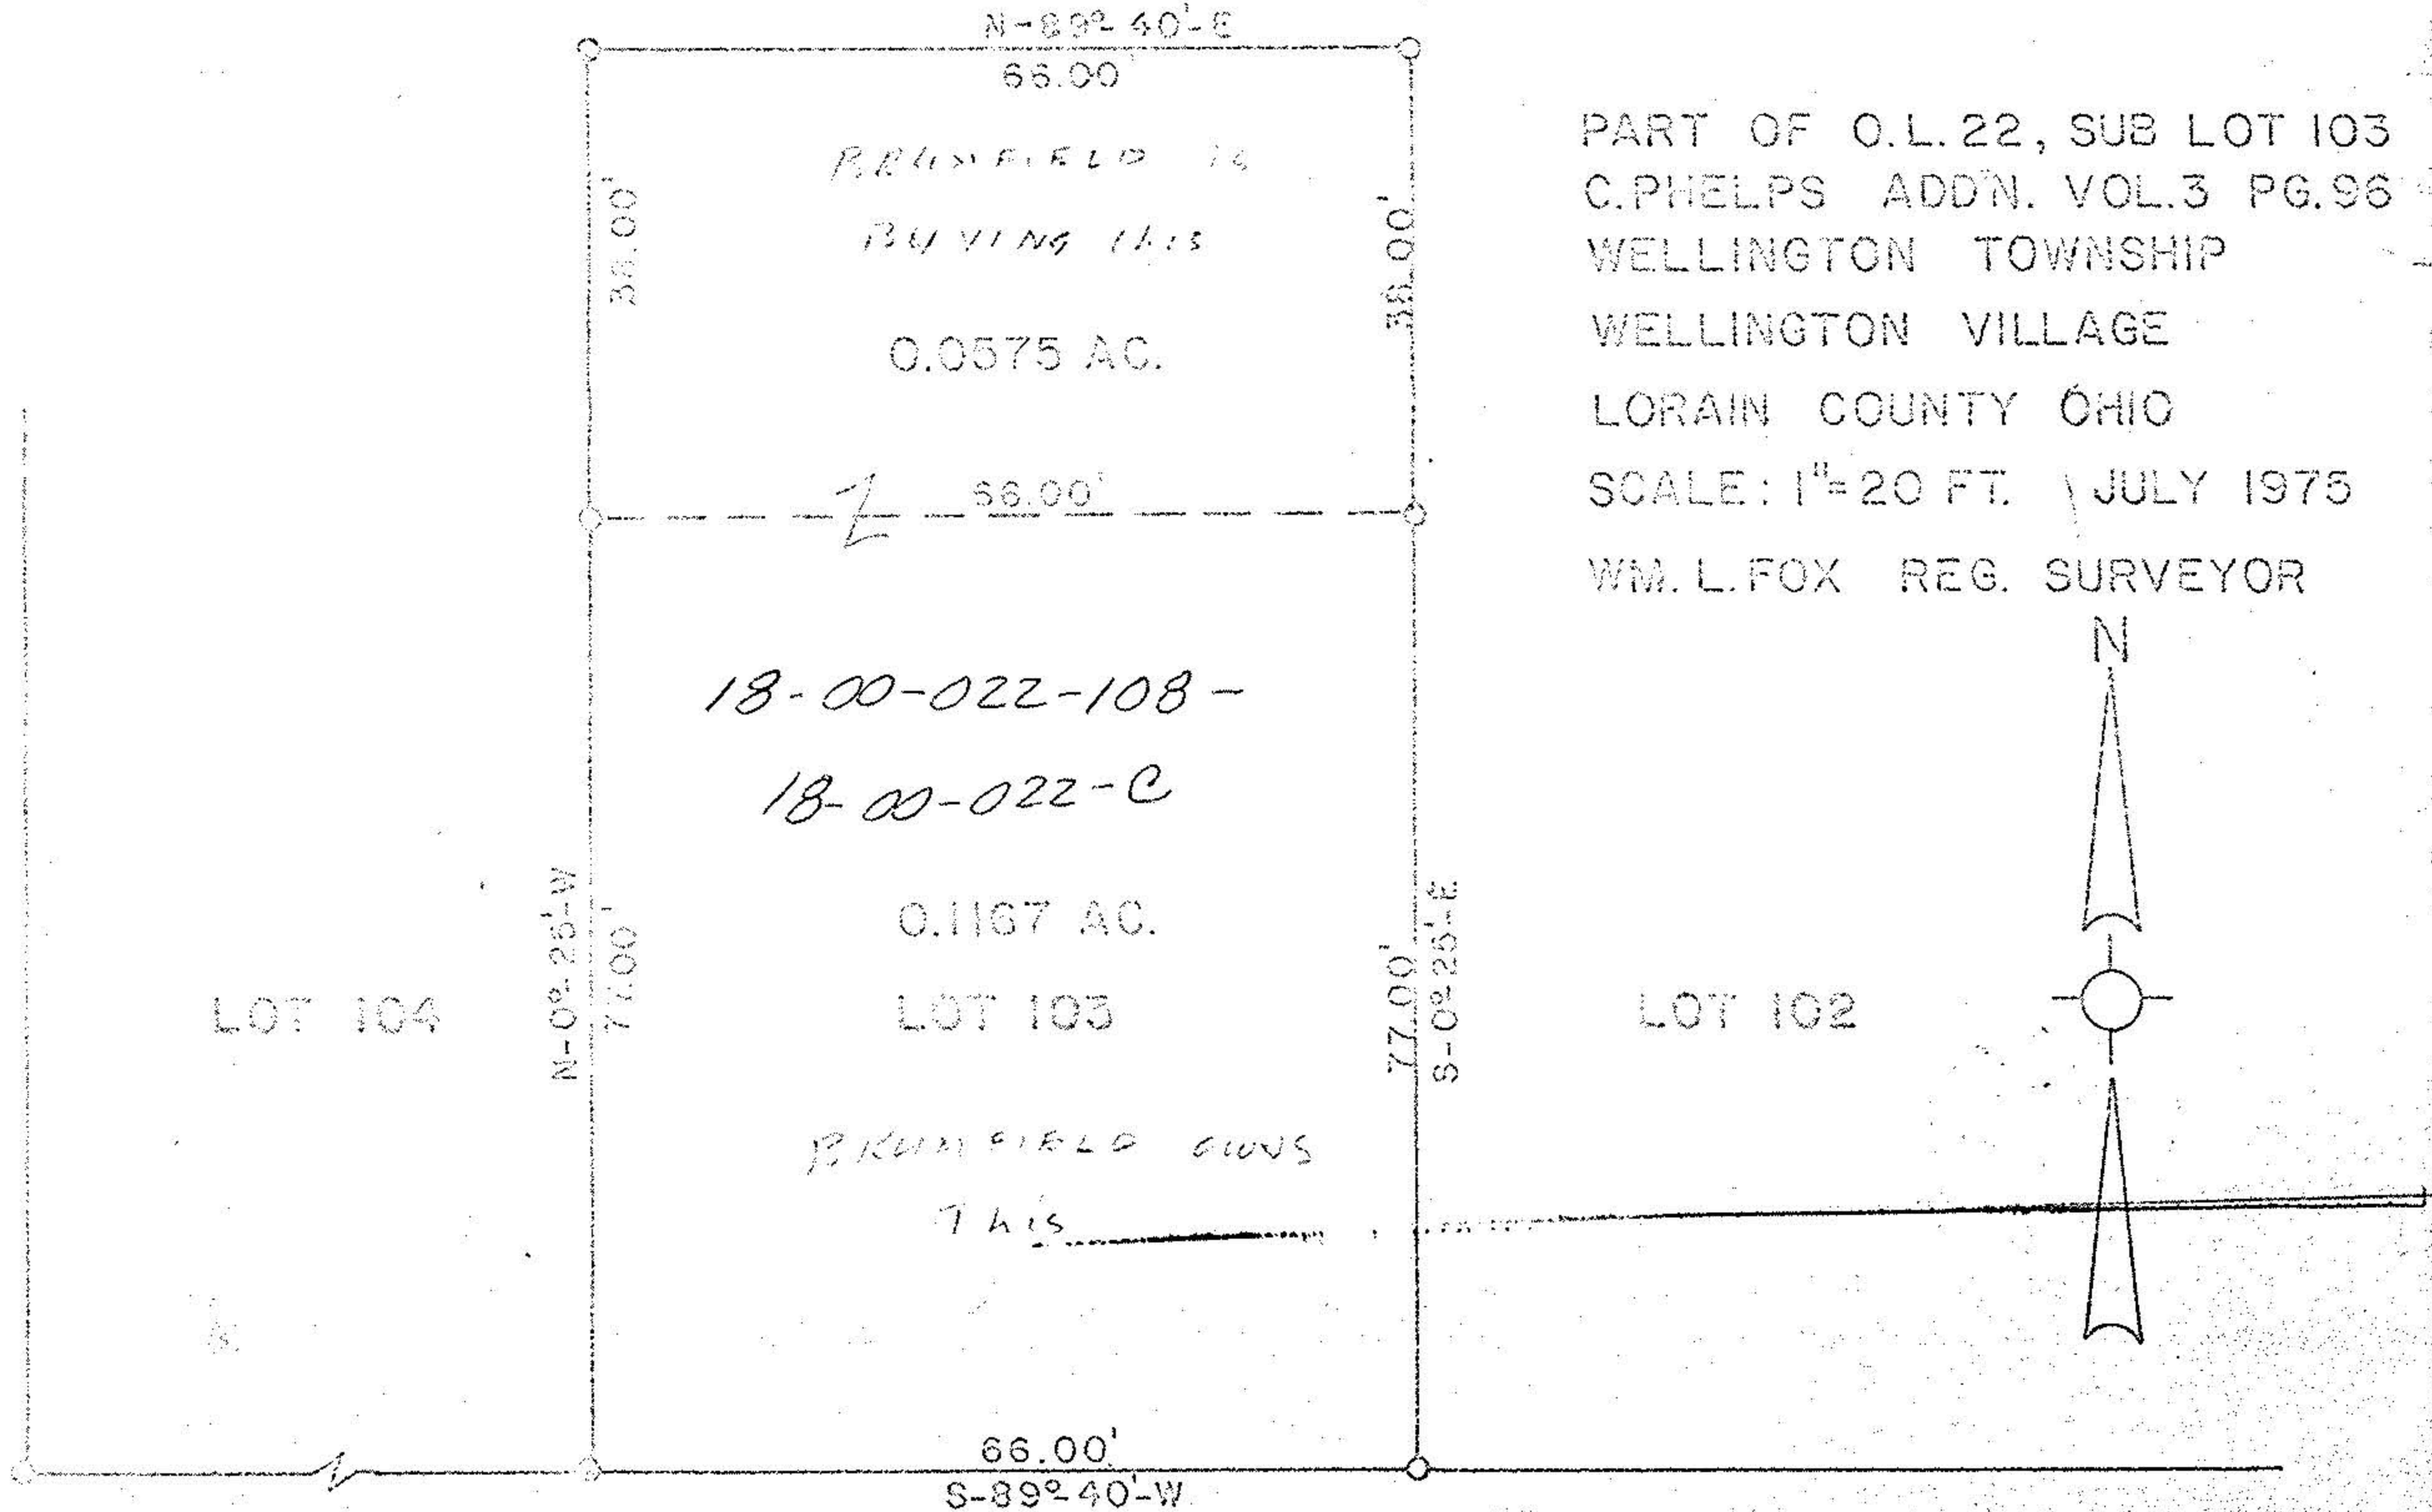 N-89°-40'-E
66.00'
PART OF O.L. 22, SUB LOT 103
C. PHELPS ADD'N. VOL.3 PG.96
WELLINGTON TOWNSHIP
WELLINGTON VILLAGE
LORAIN COUNTY OHIO
SCALE: 1"=20 FT. JULY 1975
WM. L. FOX REG. SURVEYOR
N
BRUMFIELD is
BUYING this
38.00'
38.00'
0.0575 AC.
66.00'
18-00-022-108-
18-00-022-C
0.1167 AC.
N-0°-25'-W
77.00'
77.00'
S-0°-25'-E
LOT 104
LOT 103
LOT 102
BRUMFIELD OWNS
This
66.00'
S-89°-40'-W